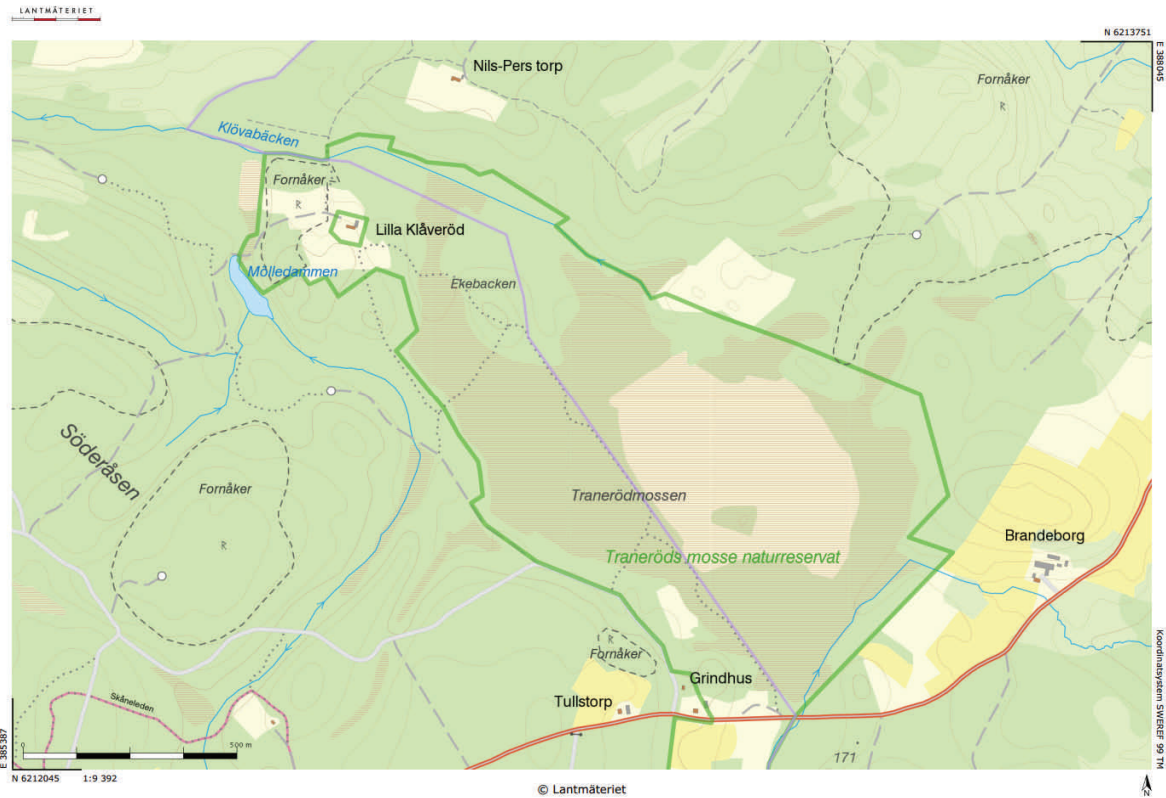 LANTMÄTERIET
N 6213751
E 388045
Nils-Pers torp
Fornåker
R
Klövabäcken
Fornåker
R
Lilla Klåveröd
Mölledammen
Ekebacken
Söderåsen
Fornåker
R
Tranerödmossen
Traneröds mosse naturreservat
Brandeborg
R
Fornåker
Grindhus
Tullstorp
Skåneleden
0
500 m
171
Koordinatsystem SWEREF 99 TM
E 385387
N 6212045
1:9 392
© Lantmäteriet
N